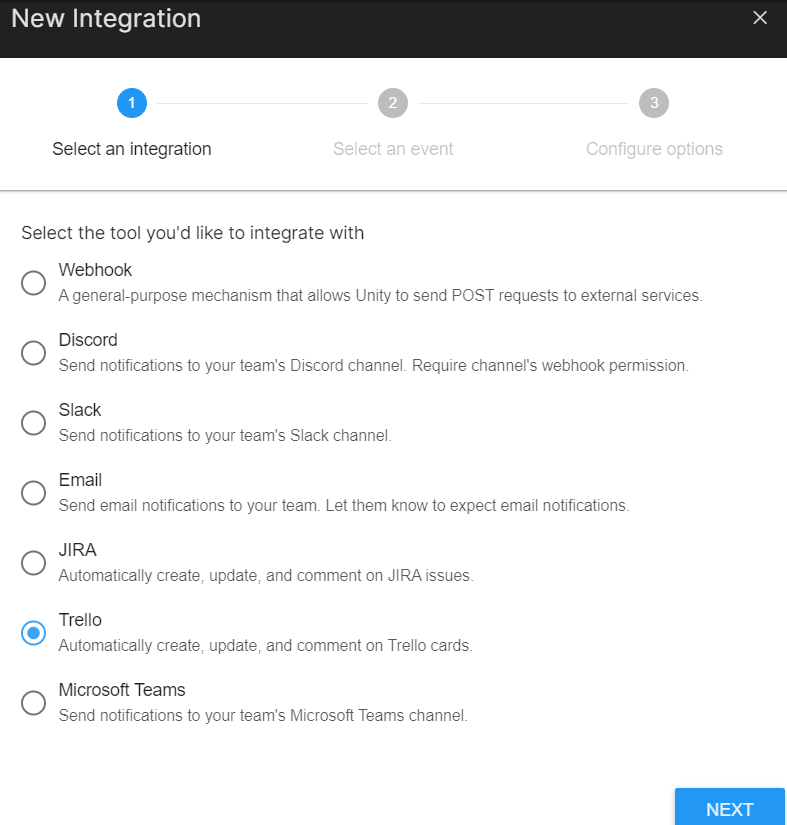 New Integration
1
2
3
Select an integration
Select an event
Configure options
Select the tool you'd like to integrate with
Webhook
A general-purpose mechanism that allows Unity to send POST requests to external services.
Discord
Send notifications to your team's Discord channel. Require channel's webhook permission.
Slack
Send notifications to your team's Slack channel.
Email
Send email notifications to your team. Let them know to expect email notifications.
JIRA
Automatically create, update, and comment on JIRA issues.
Trello
Automatically create, update, and comment on Trello cards.
Microsoft Teams
Send notifications to your team's Microsoft Teams channel.
NEXT